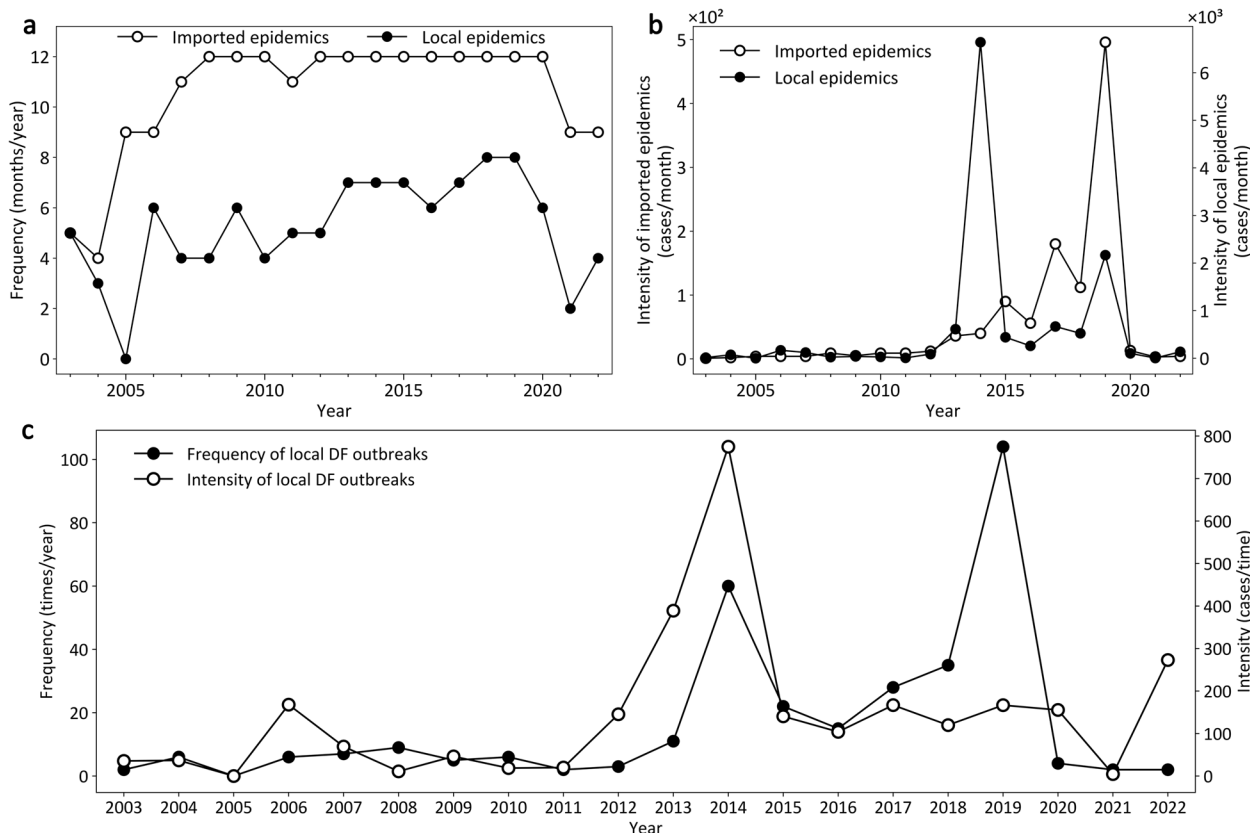 a
Imported epidemics
Local epidemics
Frequency (months/year)
12
10
8
6
4
2
0
2005
2010
2015
2020
Year
b
×10²
×10³
Imported epidemics
Local epidemics
Intensity of imported epidemics
(cases/month)
5
4
3
2
1
0
Intensity of local epidemics
(cases/month)
6
5
4
3
2
1
0
2005
2010
2015
2020
Year
c
Frequency of local DF outbreaks
Intensity of local DF outbreaks
Frequency (times/year)
100
80
60
40
20
0
Intensity (cases/time)
800
700
600
500
400
300
200
100
0
2003 2004 2005 2006 2007 2008 2009 2010 2011 2012 2013 2014 2015 2016 2017 2018 2019 2020 2021 2022
Year